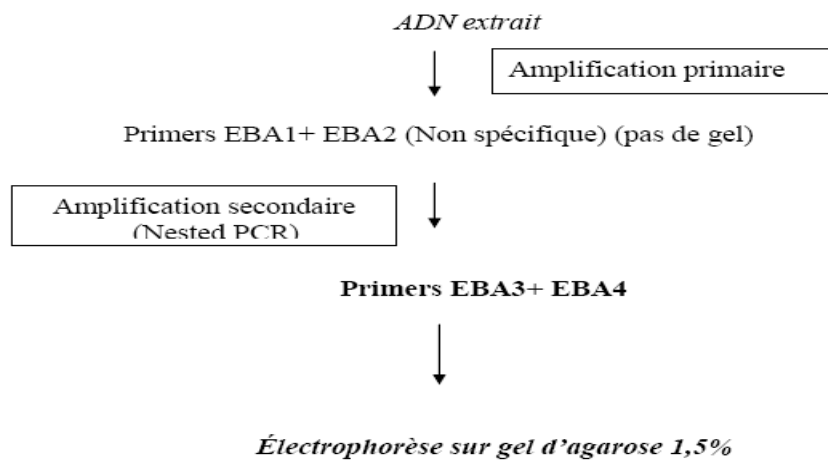 ADN extrait
Amplification primaire
Primers EBA1+ EBA2 (Non spécifique) (pas de gel)
Amplification secondaire
(Nested PCR)
Primers EBA3+ EBA4
Électrophorèse sur gel d'agarose 1,5%